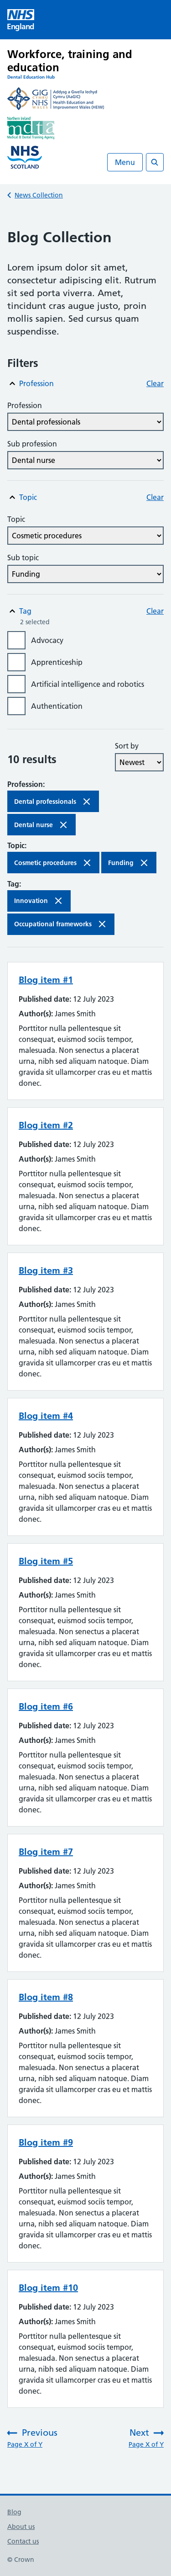 NHS
England
Workforce, training and
education
Dental Education Hub
GIG
CYMRU
NHS
WALES
Addysg a Gwella Iechyd
Cymru (AaGIC)
Health Education and
Improvement Wales (HEIW)
Northern Ireland
mdta
Medical & Dental Training Agency
NHS
SCOTLAND
Menu
News Collection
Blog Collection
Lorem ipsum dolor sit amet,
consectetur adipiscing elit. Rutrum
sit sed porta viverra. Amet,
tincidunt cras augue justo, proin
mollis sapien. Sed cursus quam
suspendisse.
Filters
Profession
Clear
Profession
Dental professionals
Sub profession
Dental nurse
Topic
Clear
Topic
Cosmetic procedures
Sub topic
Funding
Tag
Clear
2 selected
Advocacy
Apprenticeship
Artificial intelligence and robotics
Authentication
10 results
Sort by
Newest
Profession:
Dental professionals
Dental nurse
Topic:
Cosmetic procedures
Funding
Tag:
Innovation
Occupational frameworks
Blog item #1
Published date: 12 July 2023
Author(s): James Smith
Porttitor nulla pellentesque sit
consequat, euismod sociis tempor,
malesuada. Non senectus a placerat
urna, nibh sed aliquam natoque. Diam
gravida sit ullamcorper cras eu et mattis
donec.
Blog item #2
Published date: 12 July 2023
Author(s): James Smith
Porttitor nulla pellentesque sit
consequat, euismod sociis tempor,
malesuada. Non senectus a placerat
urna, nibh sed aliquam natoque. Diam
gravida sit ullamcorper cras eu et mattis
donec.
Blog item #3
Published date: 12 July 2023
Author(s): James Smith
Porttitor nulla pellentesque sit
consequat, euismod sociis tempor,
malesuada. Non senectus a placerat
urna, nibh sed aliquam natoque. Diam
gravida sit ullamcorper cras eu et mattis
donec.
Blog item #4
Published date: 12 July 2023
Author(s): James Smith
Porttitor nulla pellentesque sit
consequat, euismod sociis tempor,
malesuada. Non senectus a placerat
urna, nibh sed aliquam natoque. Diam
gravida sit ullamcorper cras eu et mattis
donec.
Blog item #5
Published date: 12 July 2023
Author(s): James Smith
Porttitor nulla pellentesque sit
consequat, euismod sociis tempor,
malesuada. Non senectus a placerat
urna, nibh sed aliquam natoque. Diam
gravida sit ullamcorper cras eu et mattis
donec.
Blog item #6
Published date: 12 July 2023
Author(s): James Smith
Porttitor nulla pellentesque sit
consequat, euismod sociis tempor,
malesuada. Non senectus a placerat
urna, nibh sed aliquam natoque. Diam
gravida sit ullamcorper cras eu et mattis
donec.
Blog item #7
Published date: 12 July 2023
Author(s): James Smith
Porttitor nulla pellentesque sit
consequat, euismod sociis tempor,
malesuada. Non senectus a placerat
urna, nibh sed aliquam natoque. Diam
gravida sit ullamcorper cras eu et mattis
donec.
Blog item #8
Published date: 12 July 2023
Author(s): James Smith
Porttitor nulla pellentesque sit
consequat, euismod sociis tempor,
malesuada. Non senectus a placerat
urna, nibh sed aliquam natoque. Diam
gravida sit ullamcorper cras eu et mattis
donec.
Blog item #9
Published date: 12 July 2023
Author(s): James Smith
Porttitor nulla pellentesque sit
consequat, euismod sociis tempor,
malesuada. Non senectus a placerat
urna, nibh sed aliquam natoque. Diam
gravida sit ullamcorper cras eu et mattis
donec.
Blog item #10
Published date: 12 July 2023
Author(s): James Smith
Porttitor nulla pellentesque sit
consequat, euismod sociis tempor,
malesuada. Non senectus a placerat
urna, nibh sed aliquam natoque. Diam
gravida sit ullamcorper cras eu et mattis
donec.
Previous
Page X of Y
Next
Page X of Y
Blog
About us
Contact us
© Crown